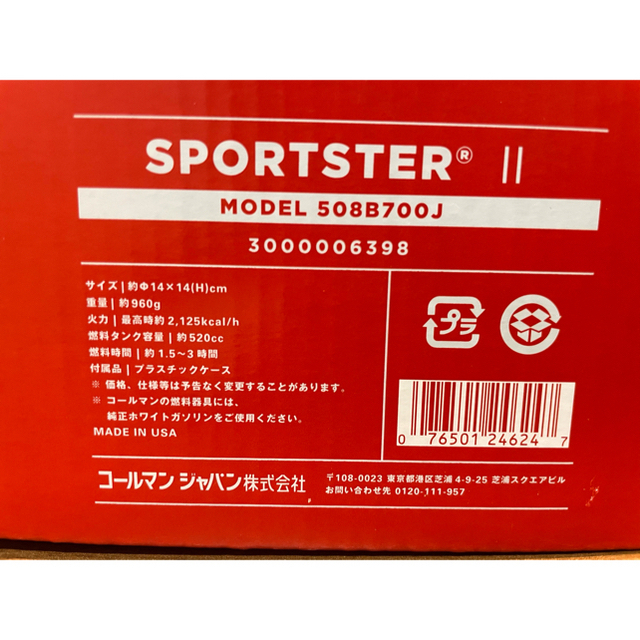 SPORTSTER® II
MODEL 508B700J
3000006398
サイズ | 約Φ14×14(H)cm
重量 | 約960g
火力 | 最高時約2,125kcal/h
燃料タンク容量 | 約520cc
燃料時間 | 約1.5~3時間
付属品 | プラスチックケース
※ 価格、仕様等は予告なく変更することがあります。
※ コールマンの燃料器具には、
純正ホワイトガソリンをご使用ください。
MADE IN USA
プラ
0 76501 24624 7
コールマン ジャパン株式会社
〒108-0023 東京都港区芝浦4-9-25 芝浦スクエアビル
お問い合わせ先 0120-111-957